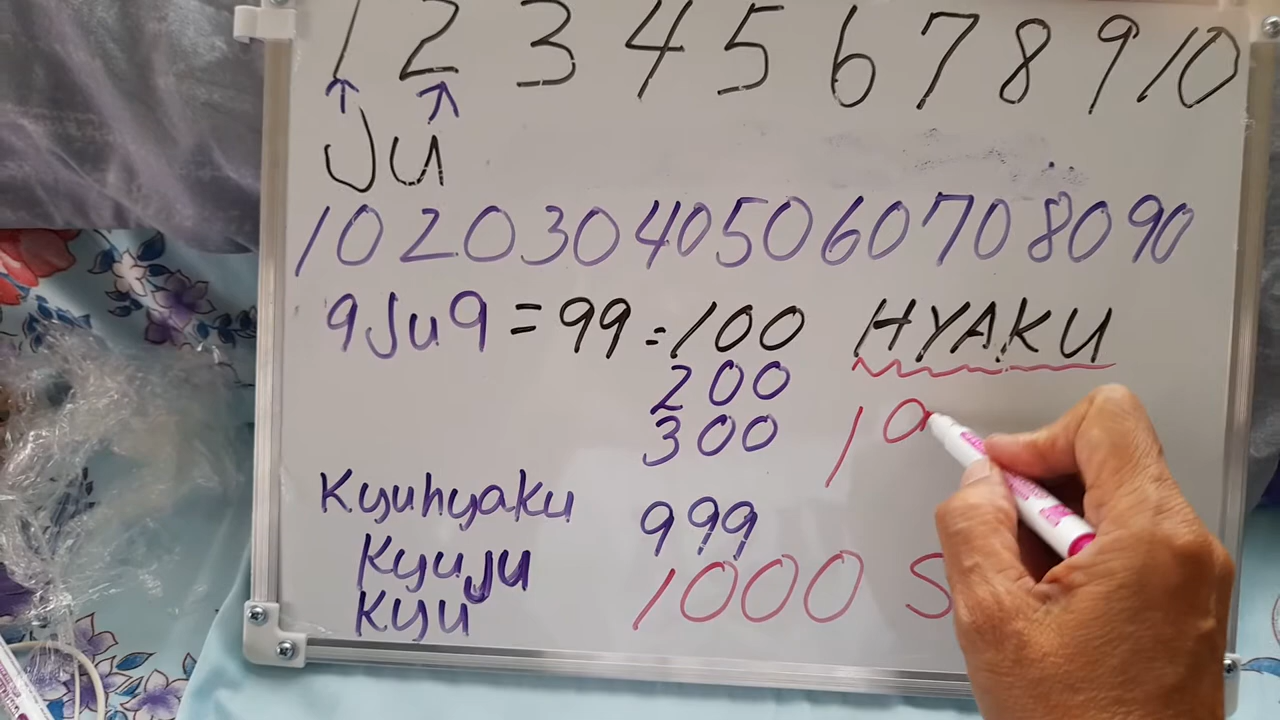 1 2 3 4 5 6 7 8 9 10
↑ ↑
Ju
10 20 30 40 50 60 70 80 90
9Ju9 = 99 = 100 HYAKU
200
300 10
Kyuhyaku 999
Kyuju
Kyu 1000 S